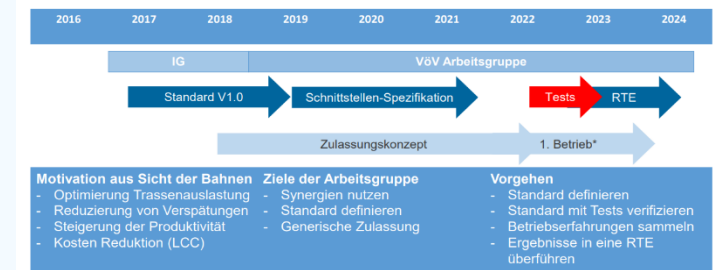 2016 2017 2018 2019 2020 2021 2022 2023 2024
IG VöV Arbeitsgruppe
Standard V1.0 Schnittstellen-Spezifikation Tests RTE
Zulassungskonzept 1. Betrieb*
Motivation aus Sicht der Bahnen
- Optimierung Trassenauslastung
- Reduzierung von Verspätungen
- Steigerung der Produktivität
- Kosten Reduktion (LCC)
Ziele der Arbeitsgruppe
- Synergien nutzen
- Standard definieren
- Generische Zulassung
Vorgehen
- Standard definieren
- Standard mit Tests verifizieren
- Betriebserfahrungen sammeln
- Ergebnisse in eine RTE
überführen